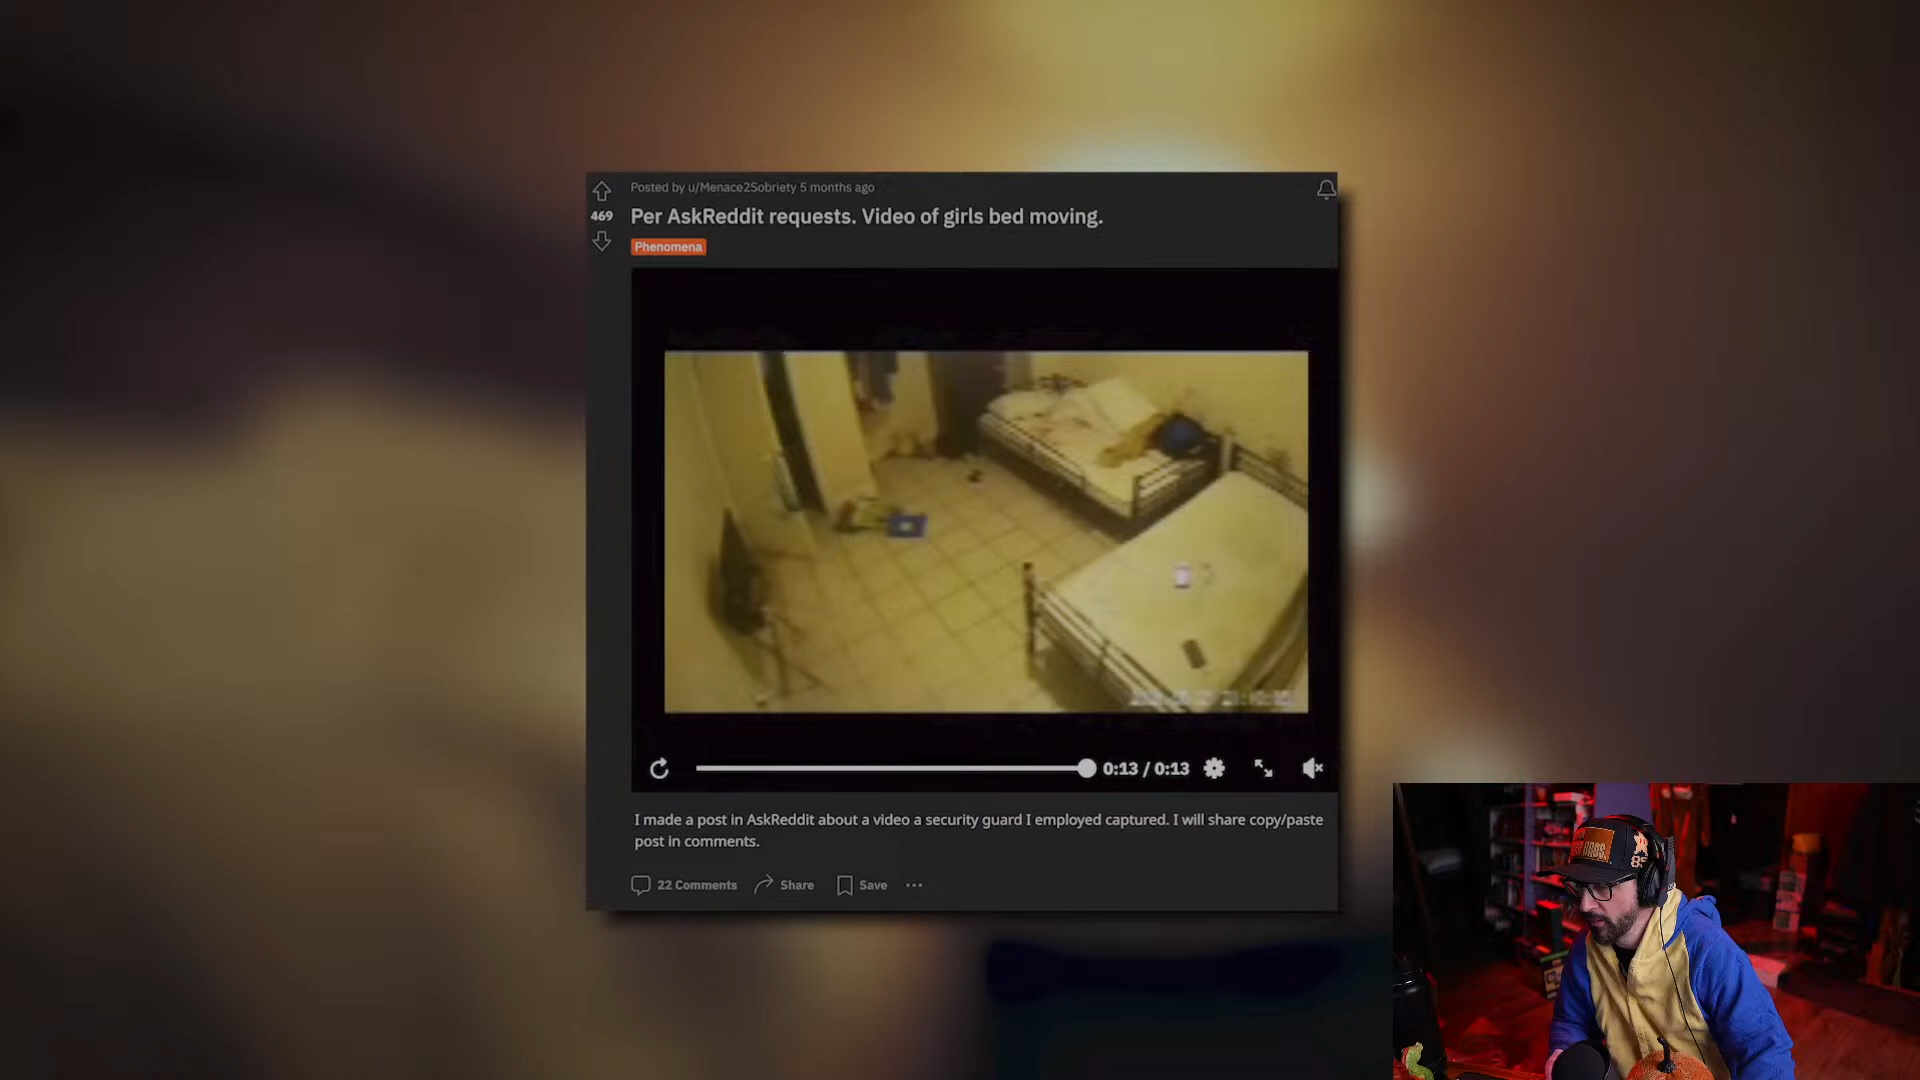 Posted by u/Menace2Sobriety 5 months ago
469
Per AskReddit requests. Video of girls bed moving.
Phenomena
0:13 / 0:13
I made a post in AskReddit about a video a security guard I employed captured. I will share copy/paste
post in comments.
22 Comments
Share
Save
BROS.
85